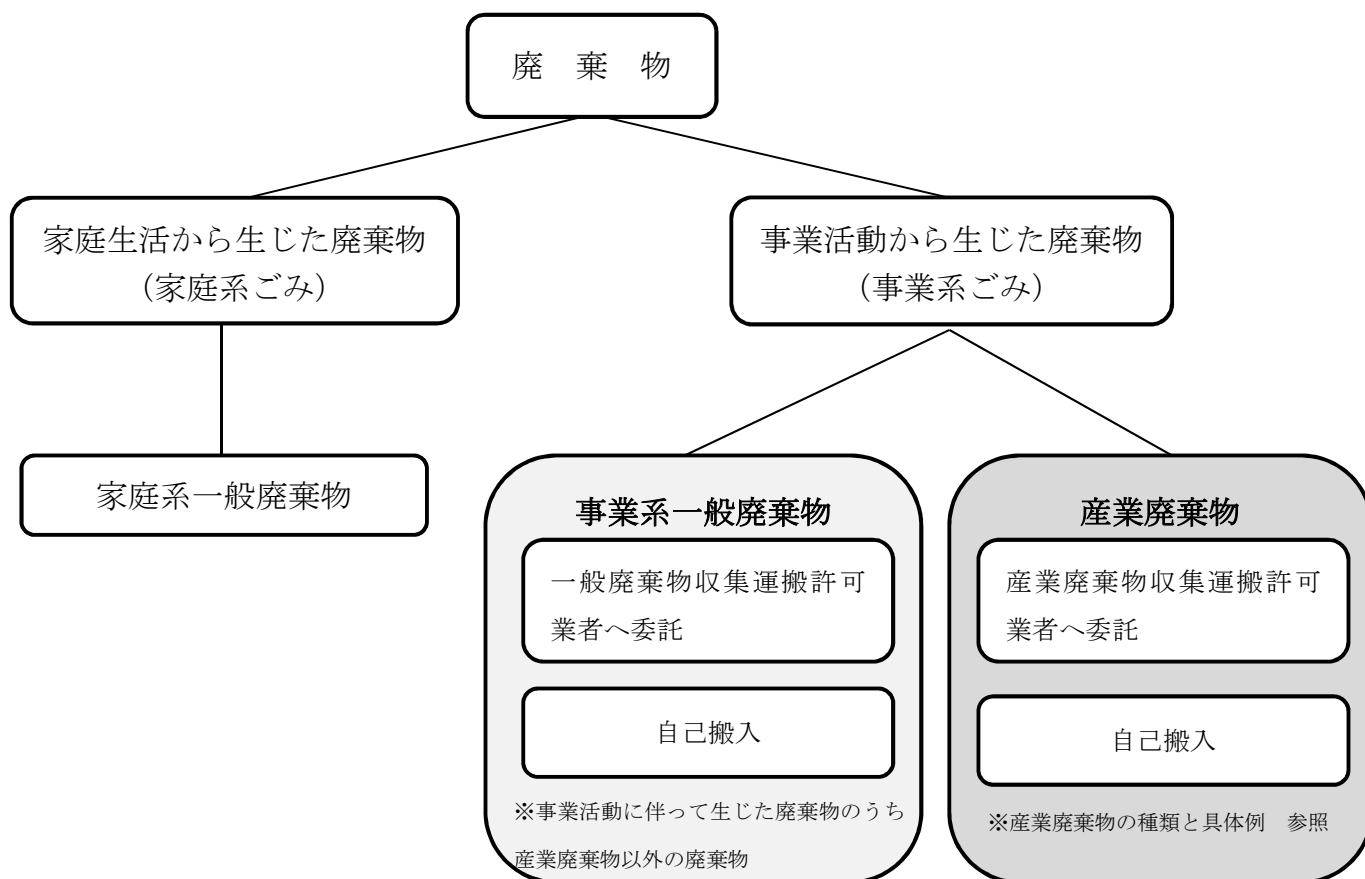 廃　棄　物
家庭生活から生じた廃棄物
（家庭系ごみ）
事業活動から生じた廃棄物
（事業系ごみ）
家庭系一般廃棄物
事業系一般廃棄物
一般廃棄物収集運搬許可
業者へ委託
自己搬入
※事業活動に伴って生じた廃棄物のうち
産業廃棄物以外の廃棄物
産業廃棄物
産業廃棄物収集運搬許可
業者へ委託
自己搬入
※産業廃棄物の種類と具体例　参照